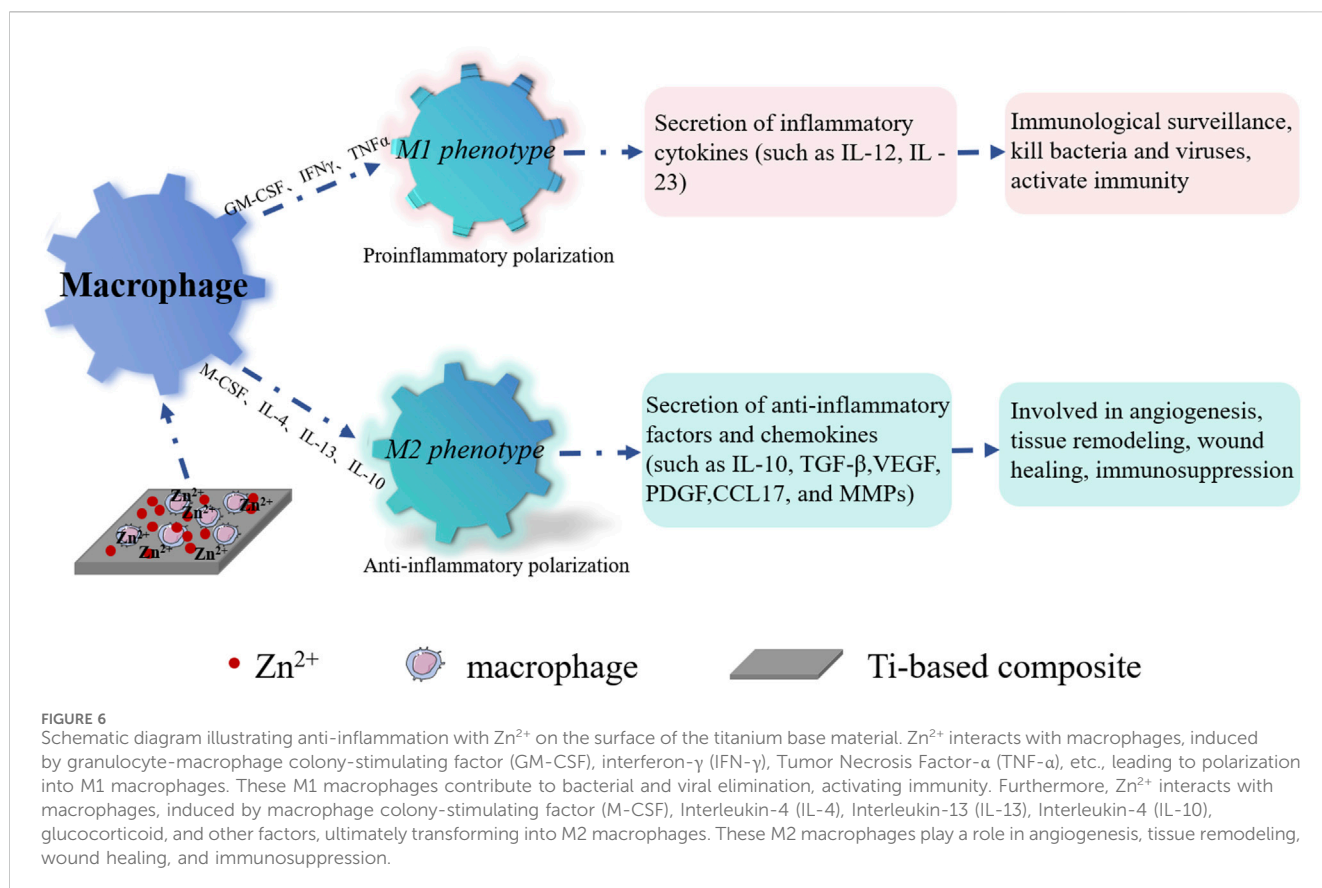 GM-CSF、IFNγ、TNFα
M1 phenotype
Proinflammatory polarization
Secretion of inflammatory
cytokines (such as IL-12, IL -
23)
Immunological surveillance,
kill bacteria and viruses,
activate immunity
Macrophage
M-CSF、IL-4、IL-13、IL-10
M2 phenotype
Anti-inflammatory polarization
Secretion of anti-inflammatory
factors and chemokines
(such as IL-10, TGF-β,VEGF,
PDGF,CCL17, and MMPs)
Involved in angiogenesis,
tissue remodeling, wound
healing, immunosuppression
Zn²⁺
Zn²⁺
Zn²⁺
Zn²⁺
Zn²⁺
Zn²⁺
Zn²⁺
macrophage
Ti-based composite
FIGURE 6
Schematic diagram illustrating anti-inflammation with Zn²⁺ on the surface of the titanium base material. Zn²⁺ interacts with macrophages, induced
by granulocyte-macrophage colony-stimulating factor (GM-CSF), interferon-γ (IFN-γ), Tumor Necrosis Factor-α (TNF-α), etc., leading to polarization
into M1 macrophages. These M1 macrophages contribute to bacterial and viral elimination, activating immunity. Furthermore, Zn²⁺ interacts with
macrophages, induced by macrophage colony-stimulating factor (M-CSF), Interleukin-4 (IL-4), Interleukin-13 (IL-13), Interleukin-4 (IL-10),
glucocorticoid, and other factors, ultimately transforming into M2 macrophages. These M2 macrophages play a role in angiogenesis, tissue remodeling,
wound healing, and immunosuppression.